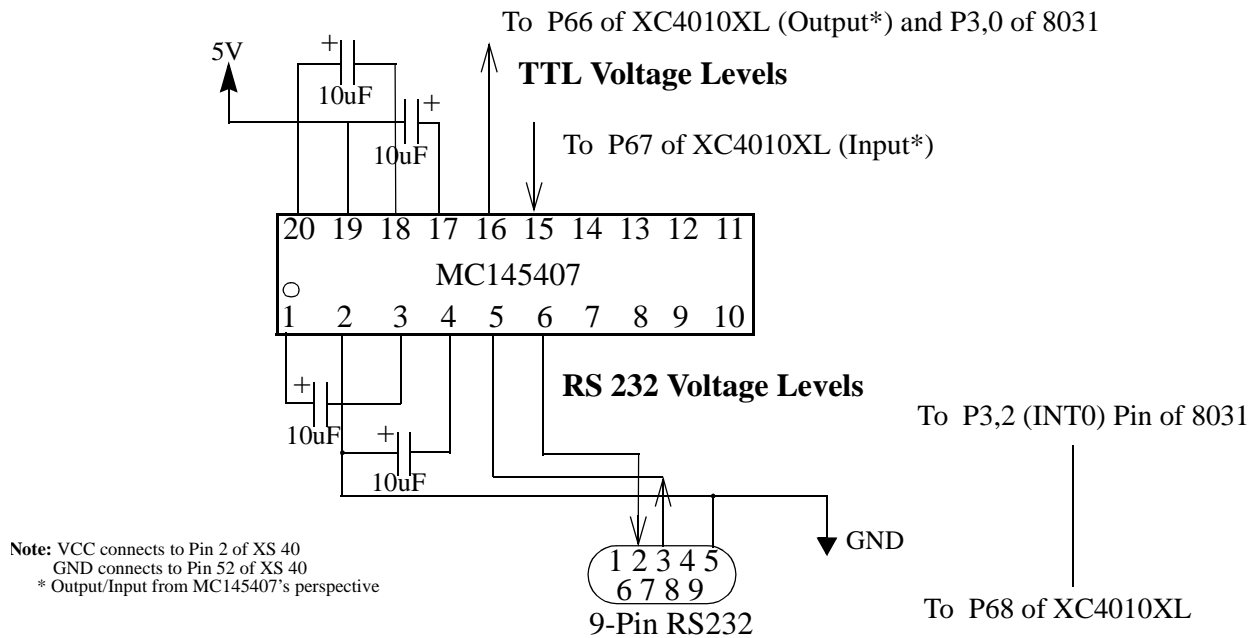 To P66 of XC4010XL (Output*) and P3,0 of 8031
5V
+
10uF
TTL Voltage Levels
+
10uF
To P67 of XC4010XL (Input*)
20 19 18 17 16 15 14 13 12 11
MC145407
1 2 3 4 5 6 7 8 9 10
+
10uF
RS 232 Voltage Levels
+
10uF
To P3,2 (INT0) Pin of 8031
GND
Note: VCC connects to Pin 2 of XS 40
GND connects to Pin 52 of XS 40
* Output/Input from MC145407's perspective
1 2 3 4 5
6 7 8 9
9-Pin RS232
To P68 of XC4010XL